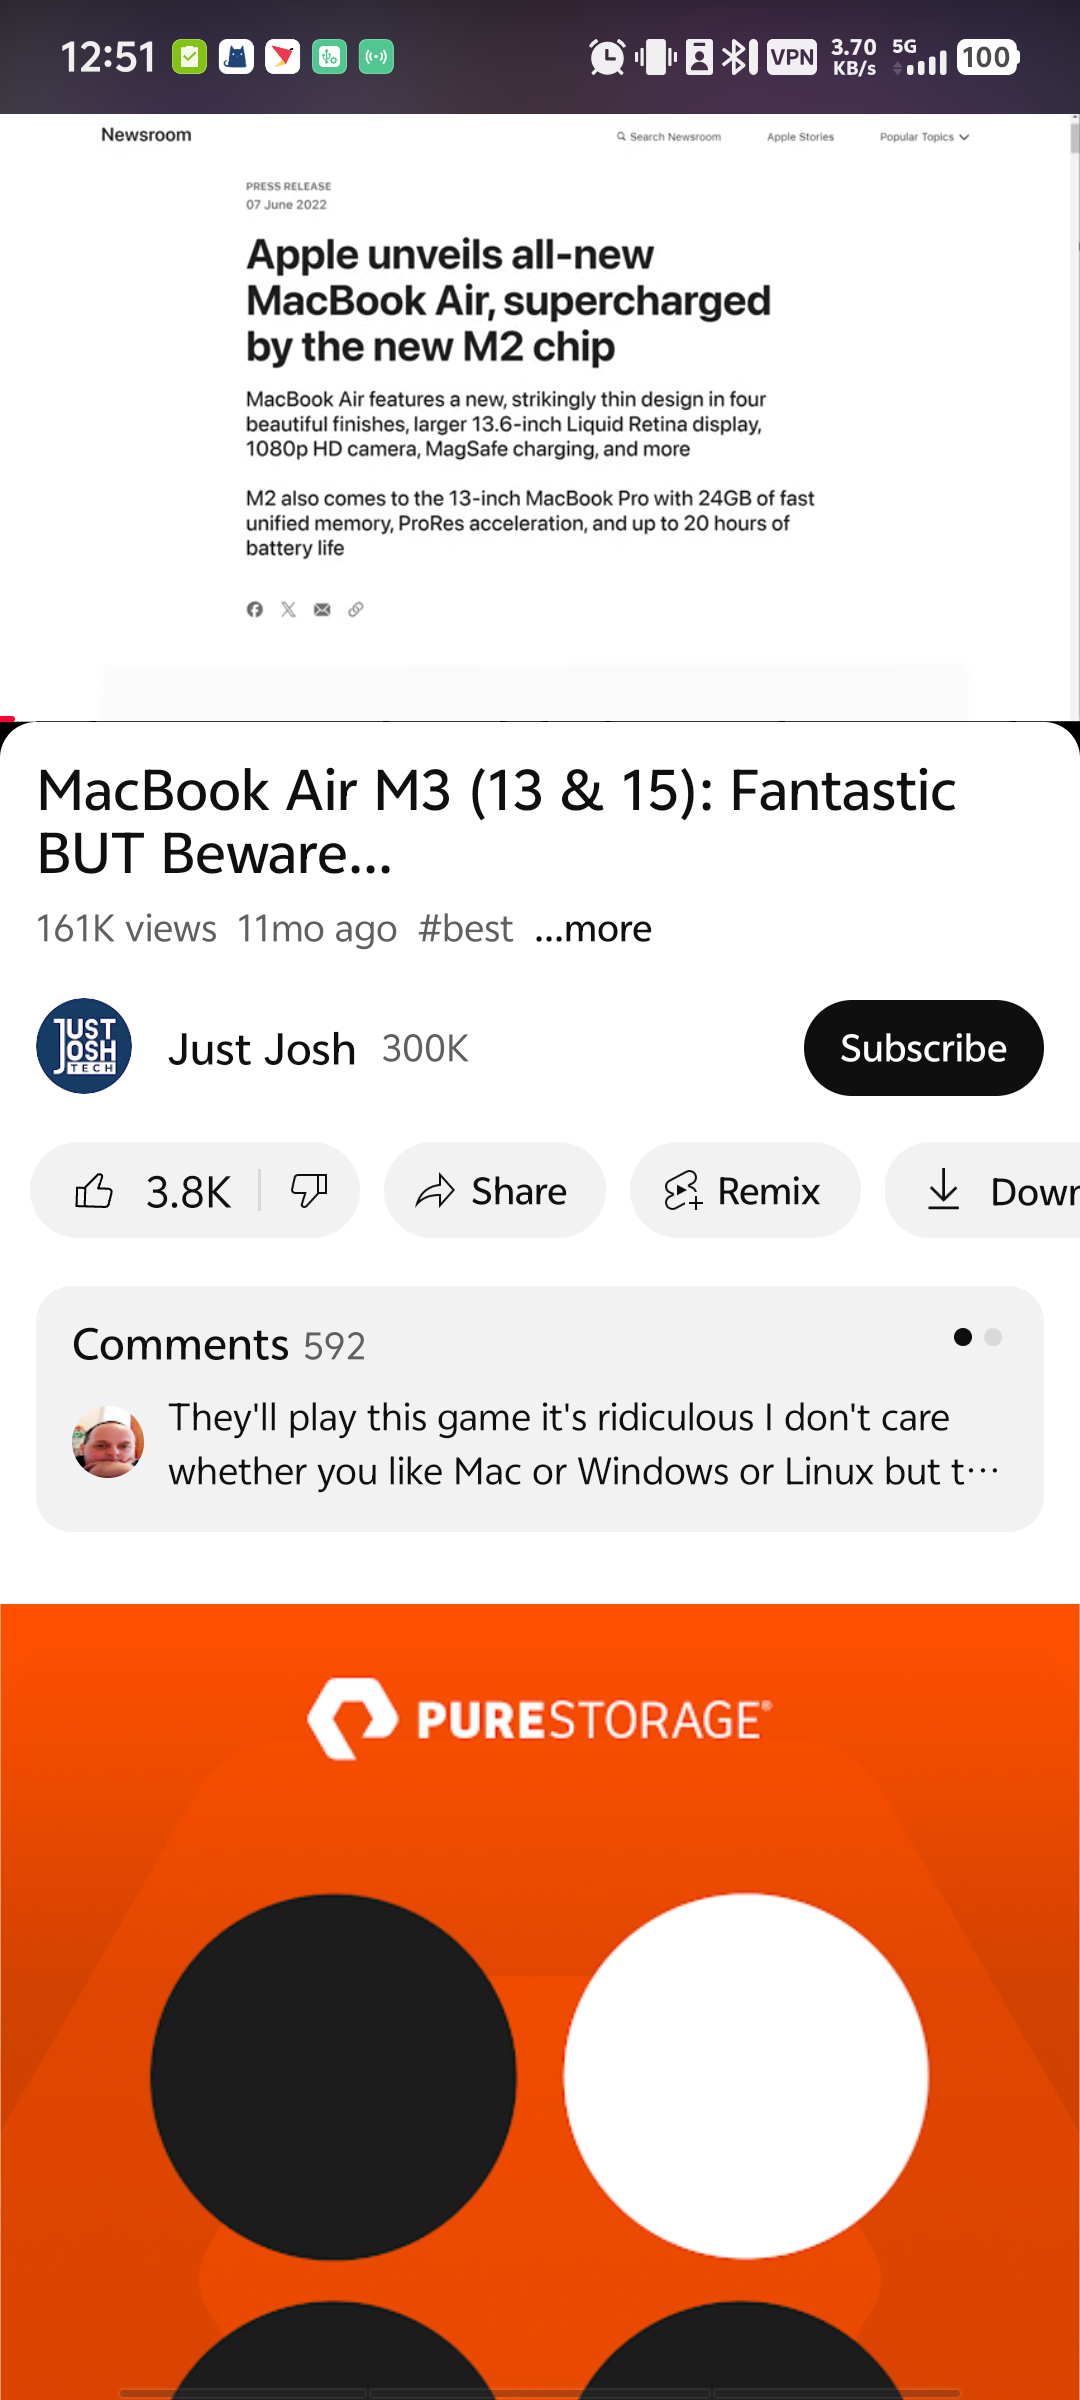 12:51
VPN
3.70
KB/s
5G
100
Newsroom
Search Newsroom
Apple Stories
Popular Topics
PRESS RELEASE
07 June 2022
Apple unveils all-new
MacBook Air, supercharged
by the new M2 chip
MacBook Air features a new, strikingly thin design in four
beautiful finishes, larger 13.6-inch Liquid Retina display,
1080p HD camera, MagSafe charging, and more
M2 also comes to the 13-inch MacBook Pro with 24GB of fast
unified memory, ProRes acceleration, and up to 20 hours of
battery life
MacBook Air M3 (13 & 15): Fantastic
BUT Beware...
161K views 11mo ago #best ...more
JUST
JOSH
TECH
Just Josh 300K
Subscribe
3.8K
Share
Remix
Down
Comments 592
They'll play this game it's ridiculous I don't care
whether you like Mac or Windows or Linux but t...
PURESTORAGE®